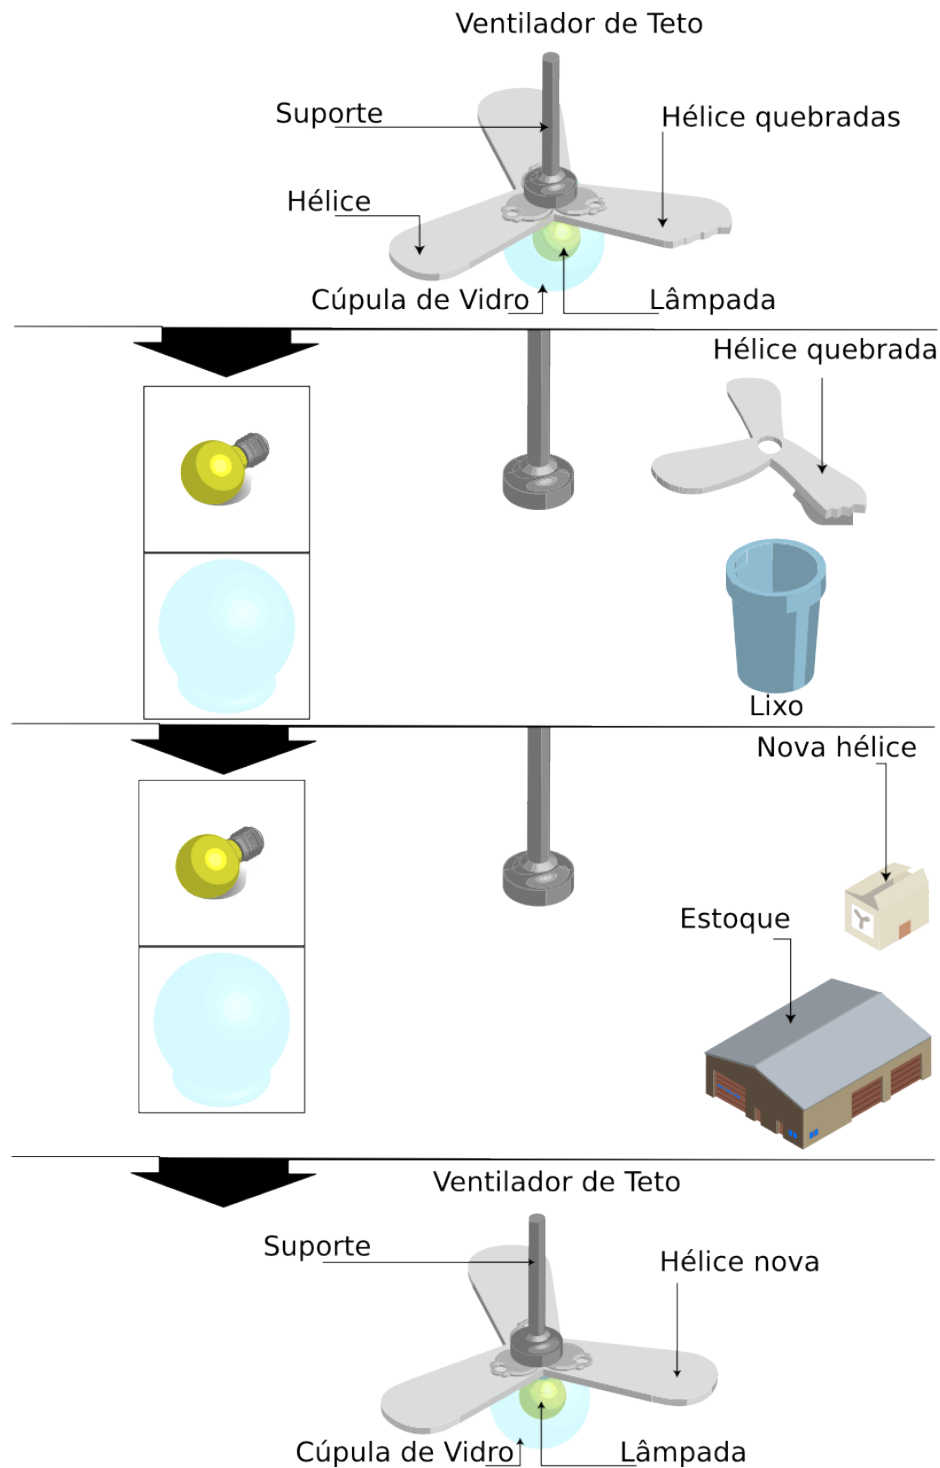 Ventilador de Teto
Suporte
Hélice quebradas
Hélice
Cúpula de Vidro
Lâmpada
Hélice quebrada
Lixo
Nova hélice
Estoque
Ventilador de Teto
Suporte
Hélice nova
Cúpula de Vidro
Lâmpada